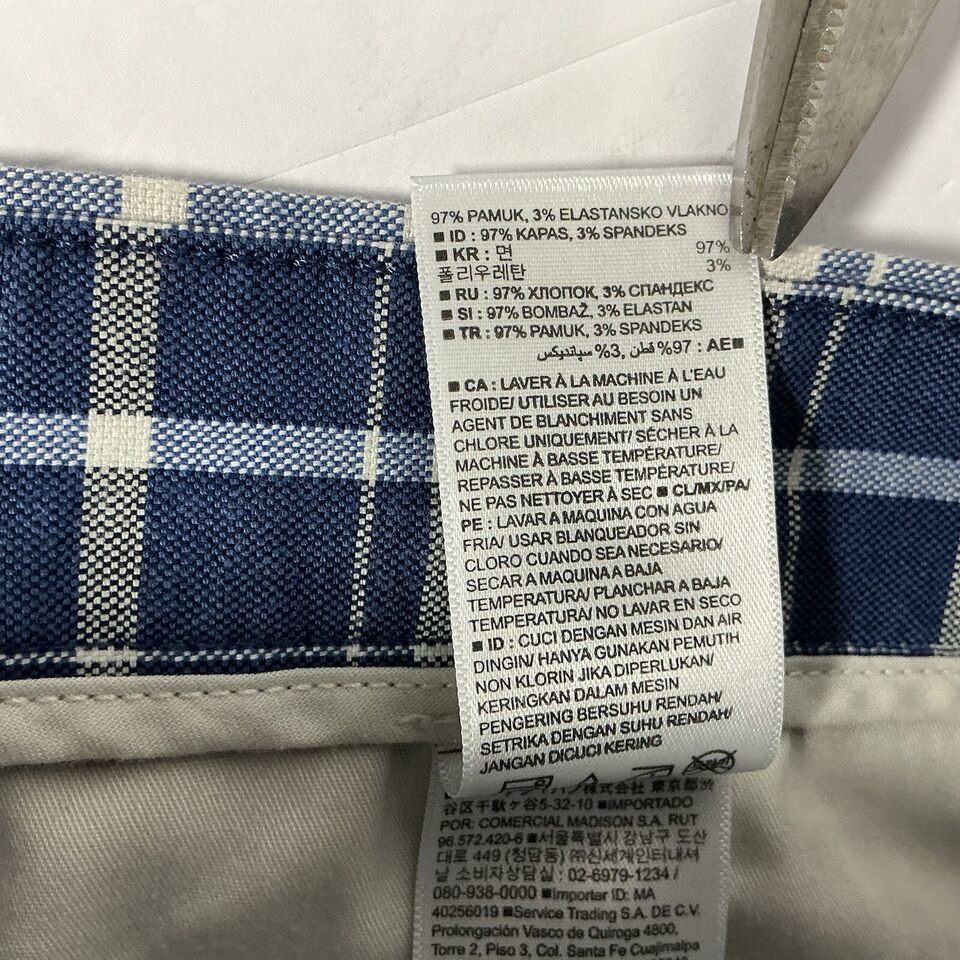 97% PAMUK, 3% ELASTANSKO VLAKNO
■ ID : 97% KAPAS, 3% SPANDEKS
■ KR : 면 97%
폴리우레탄 3%
■ RU : 97% ХЛОПОК, 3% СПАНДЕКС
■ SI : 97% BOMBAŽ, 3% ELASTAN
■ TR : 97% PAMUK, 3% SPANDEKS
■AE : 97% قطن, 3% سپاندیکس
■ CA : LAVER À LA MACHINE À L'EAU
FROIDE/ UTILISER AU BESOIN UN
AGENT DE BLANCHIMENT SANS
CHLORE UNIQUEMENT/ SÉCHER À LA
MACHINE À BASSE TEMPÉRATURE/
REPASSER À BASSE TEMPÉRATURE/
NE PAS NETTOYER À SEC ■ CL/MX/PA/
PE : LAVAR A MAQUINA CON AGUA
FRIA/ USAR BLANQUEADOR SIN
CLORO CUANDO SEA NECESARIO/
SECAR A MAQUINA A BAJA
TEMPERATURA/ PLANCHAR A BAJA
TEMPERATURA/ NO LAVAR EN SECO
■ ID : CUCI DENGAN MESIN DAN AIR
DINGIN/ HANYA GUNAKAN PEMUTIH
NON KLORIN JIKA DIPERLUKAN/
KERINGKAN DALAM MESIN
PENGERING BERSUHU RENDAH/
SETRIKA DENGAN SUHU RENDAH/
JANGAN DICUCI KERING
株式会社 東京都渋
谷区千駄ヶ谷5-32-10 ■IMPORTADO
POR: COMERCIAL MADISON S.A. RUT
96.572.420-6 ■서울특별시 강남구 도산
대로 449 (청담동) ㈜신세계인터내셔
날 소비자상담실 : 02-6979-1234 /
080-938-0000 ■Importer ID: MA
40256019 ■Service Trading S.A. DE C.V.
Prolongación Vasco de Quiroga 4800,
Torre 2, Piso 3, Col. Santa Fe Cuajimalpa